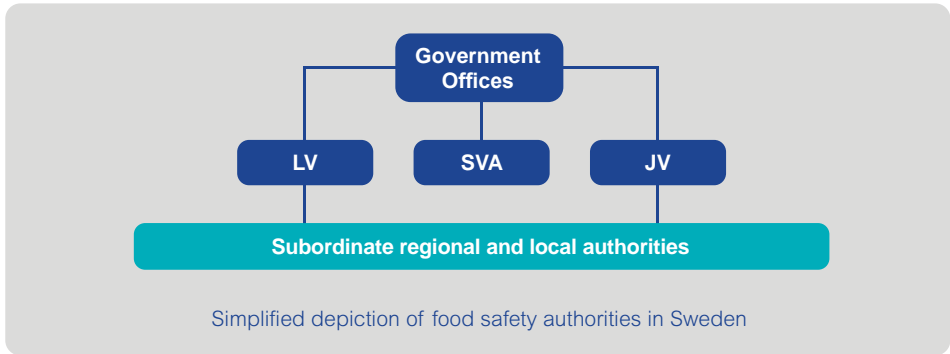 Government
Offices
LV
SVA
JV
Subordinate regional and local authorities
Simplified depiction of food safety authorities in Sweden